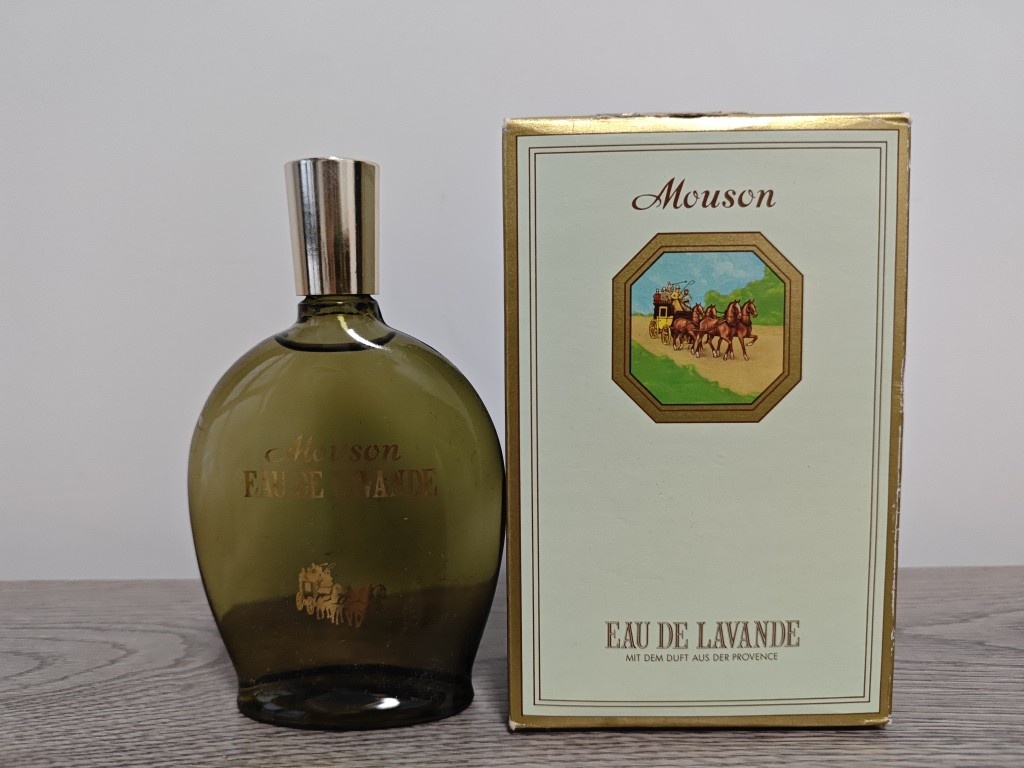 Mouson
EAU DE LAVANDE
Mouson
EAU DE LAVANDE
MIT DEM DUFT AUS DER PROVENCE